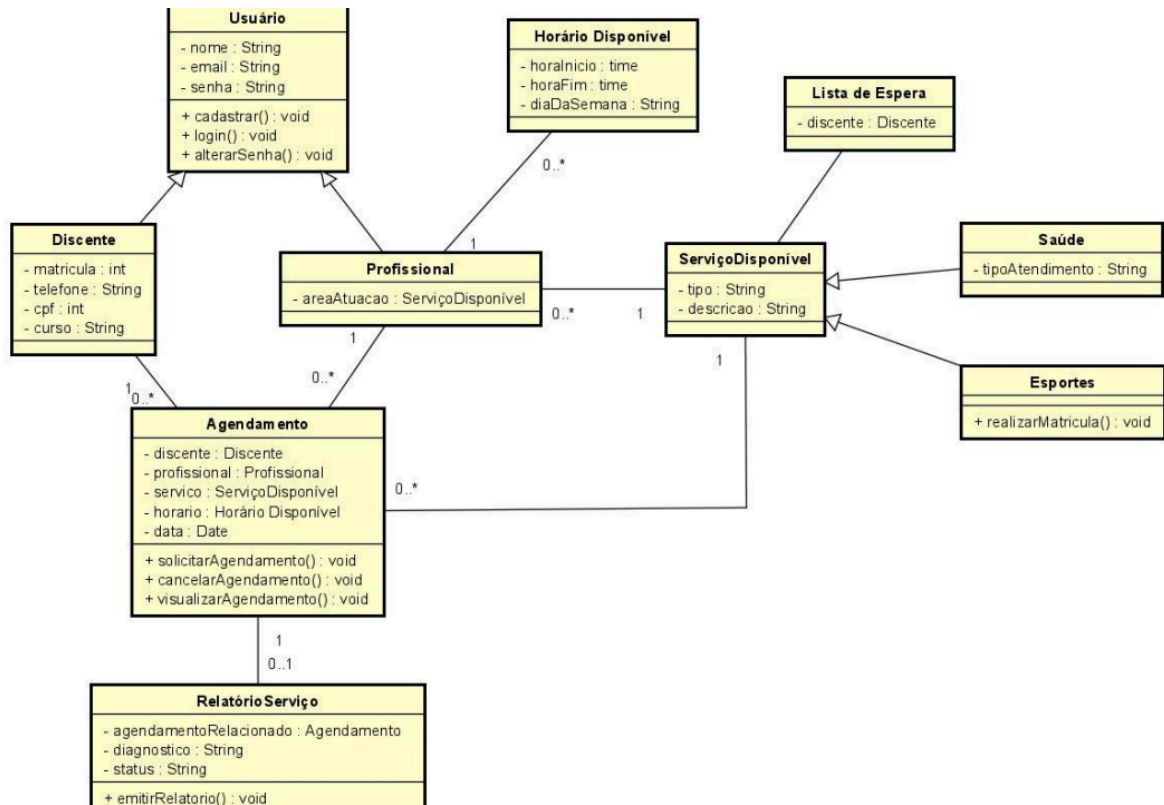 Usuário
- nome : String
- email : String
- senha : String
+ cadastrar() : void
+ login() : void
+ alterarSenha() : void
Horário Disponível
- horaInicio : time
- horaFim : time
- diaDaSemana : String
Lista de Espera
- discente : Discente
0..*
1
Discente
- matricula : int
- telefone : String
- cpf : int
- curso : String
Profissional
- areaAtuacao : ServiçoDisponível
ServiçoDisponível
- tipo : String
- descricao : String
Saúde
- tipoAtendimento : String
0..*
1
1
0..*
1
0..*
1
Esportes
+ realizarMatricula() : void
Agendamento
- discente : Discente
- profissional : Profissional
- servico : ServiçoDisponível
- horario : Horário Disponível
- data : Date
+ solicitarAgendamento() : void
+ cancelarAgendamento() : void
+ visualizarAgendamento() : void
0..*
1
0..1
RelatórioServiço
- agendamentoRelacionado : Agendamento
- diagnostico : String
- status : String
+ emitirRelatorio() : void